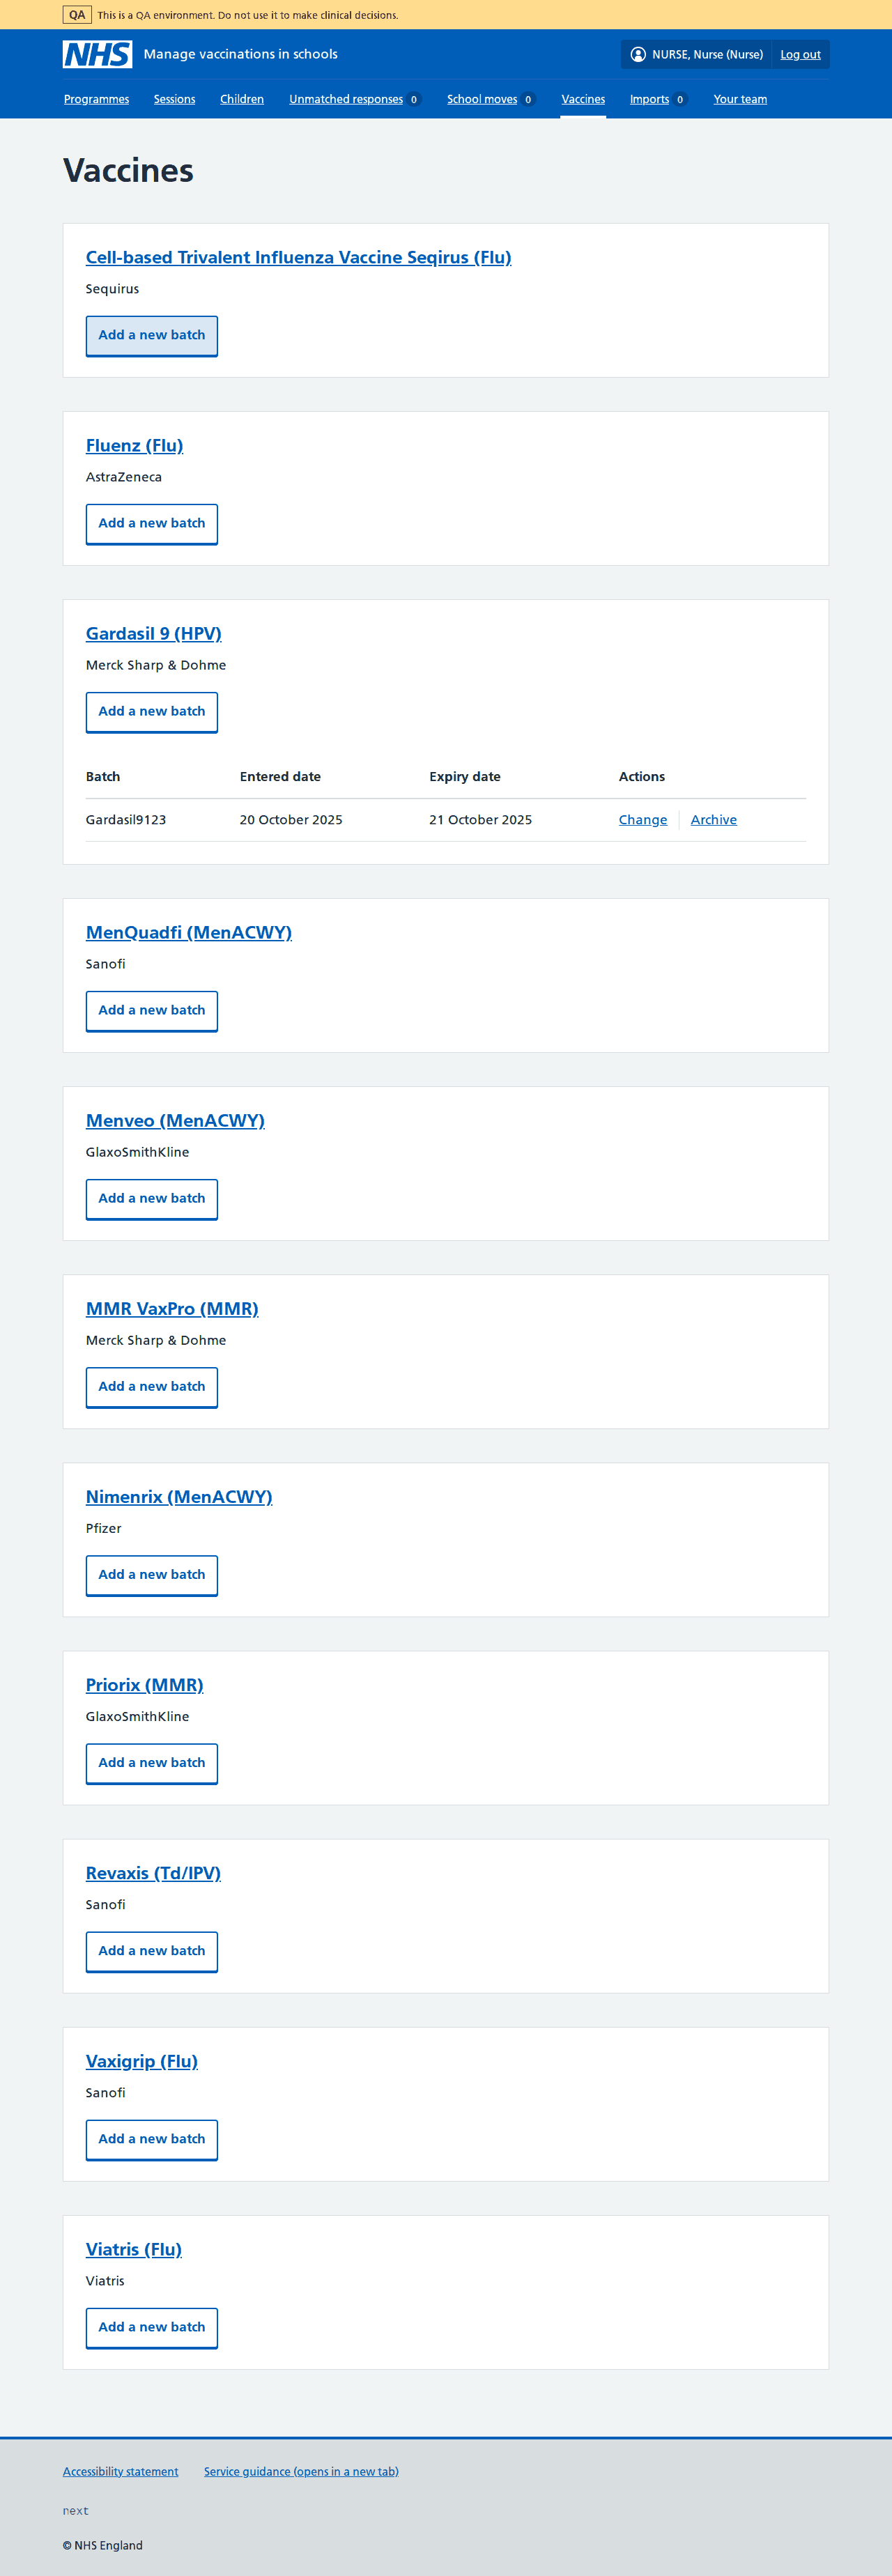 QA This is a QA environment. Do not use it to make clinical decisions.
NHS Manage vaccinations in schools NURSE, Nurse (Nurse) Log out
Programmes Sessions Children Unmatched responses 0 School moves 0 Vaccines Imports 0 Your team
Vaccines
Cell-based Trivalent Influenza Vaccine Seqirus (Flu)
Sequirus
Add a new batch
Fluenz (Flu)
AstraZeneca
Add a new batch
Gardasil 9 (HPV)
Merck Sharp & Dohme
Add a new batch
Batch Entered date Expiry date Actions
Gardasil9123 20 October 2025 21 October 2025 Change Archive
MenQuadfi (MenACWY)
Sanofi
Add a new batch
Menveo (MenACWY)
GlaxoSmithKline
Add a new batch
MMR VaxPro (MMR)
Merck Sharp & Dohme
Add a new batch
Nimenrix (MenACWY)
Pfizer
Add a new batch
Priorix (MMR)
GlaxoSmithKline
Add a new batch
Revaxis (Td/IPV)
Sanofi
Add a new batch
Vaxigrip (Flu)
Sanofi
Add a new batch
Viatris (Flu)
Viatris
Add a new batch
Accessibility statement Service guidance (opens in a new tab)
next
© NHS England